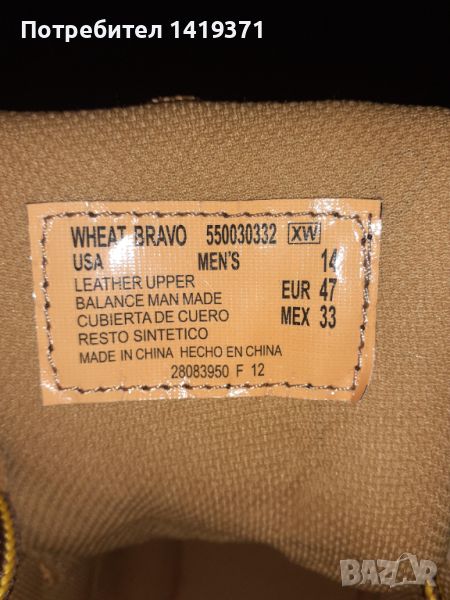 Потребител 1419371
WHEAT BRAVO 550030332 XW
USA MEN'S 14
LEATHER UPPER
BALANCE MAN MADE EUR 47
CUBIERTA DE CUERO MEX 33
RESTO SINTETICO
MADE IN CHINA HECHO EN CHINA
28083950 F 12
BAZAR